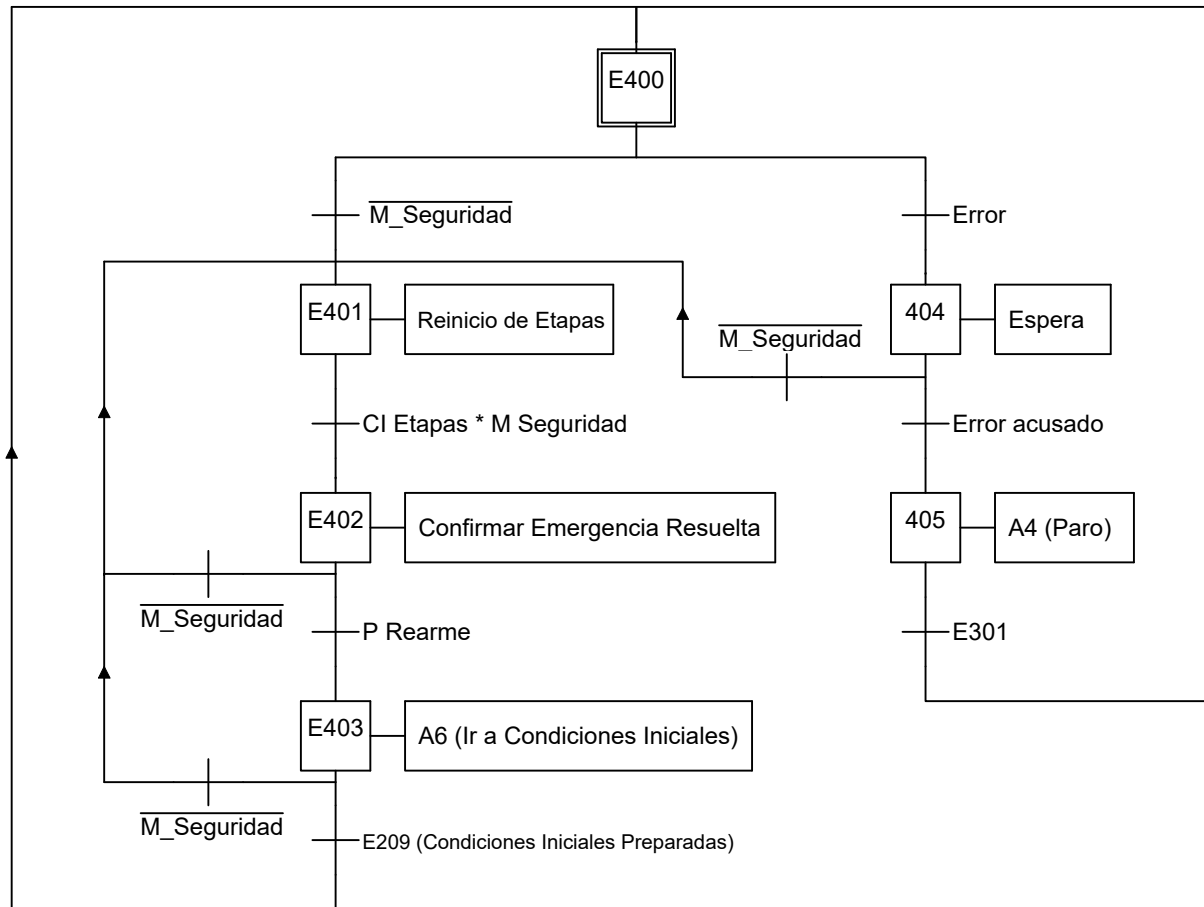 E400
M_Seguridad
Error
E401
Reinicio de Etapas
404
Espera
M_Seguridad
CI Etapas * M Seguridad
Error acusado
E402
Confirmar Emergencia Resuelta
405
A4 (Paro)
M_Seguridad
P Rearme
E301
E403
A6 (Ir a Condiciones Iniciales)
M_Seguridad
E209 (Condiciones Iniciales Preparadas)